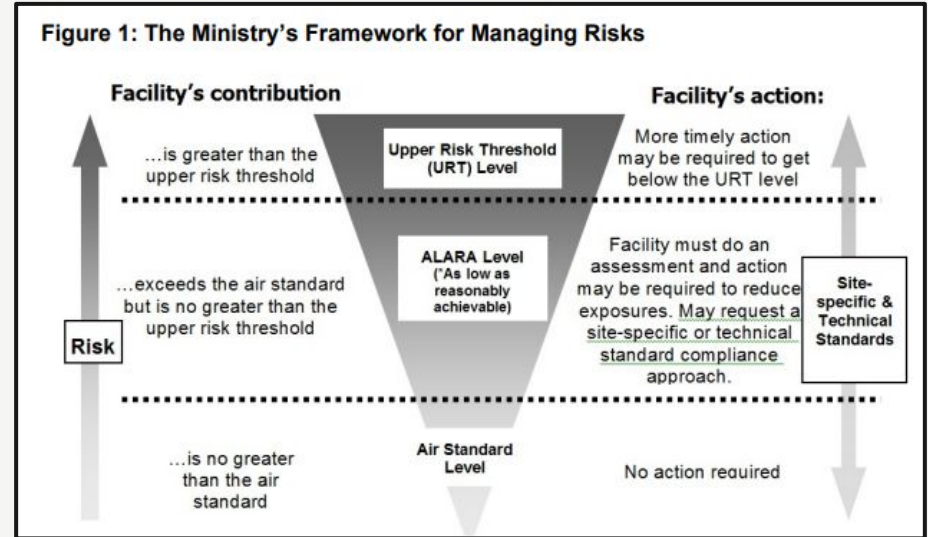 Figure 1: The Ministry's Framework for Managing Risks
Facility's contribution
Facility's action:
...is greater than the
upper risk threshold
Upper Risk Threshold
(URT) Level
More timely action
may be required to get
below the URT level
...exceeds the air standard
but is no greater than the
upper risk threshold
ALARA Level
("As low as
reasonably
achievable)
Facility must do an
assessment and action
may be required to reduce
exposures. May request a
site-specific or technical
standard compliance
approach.
Risk
Site-
specific &
Technical
Standards
...is no greater
than the air
standard
Air Standard
Level
No action required